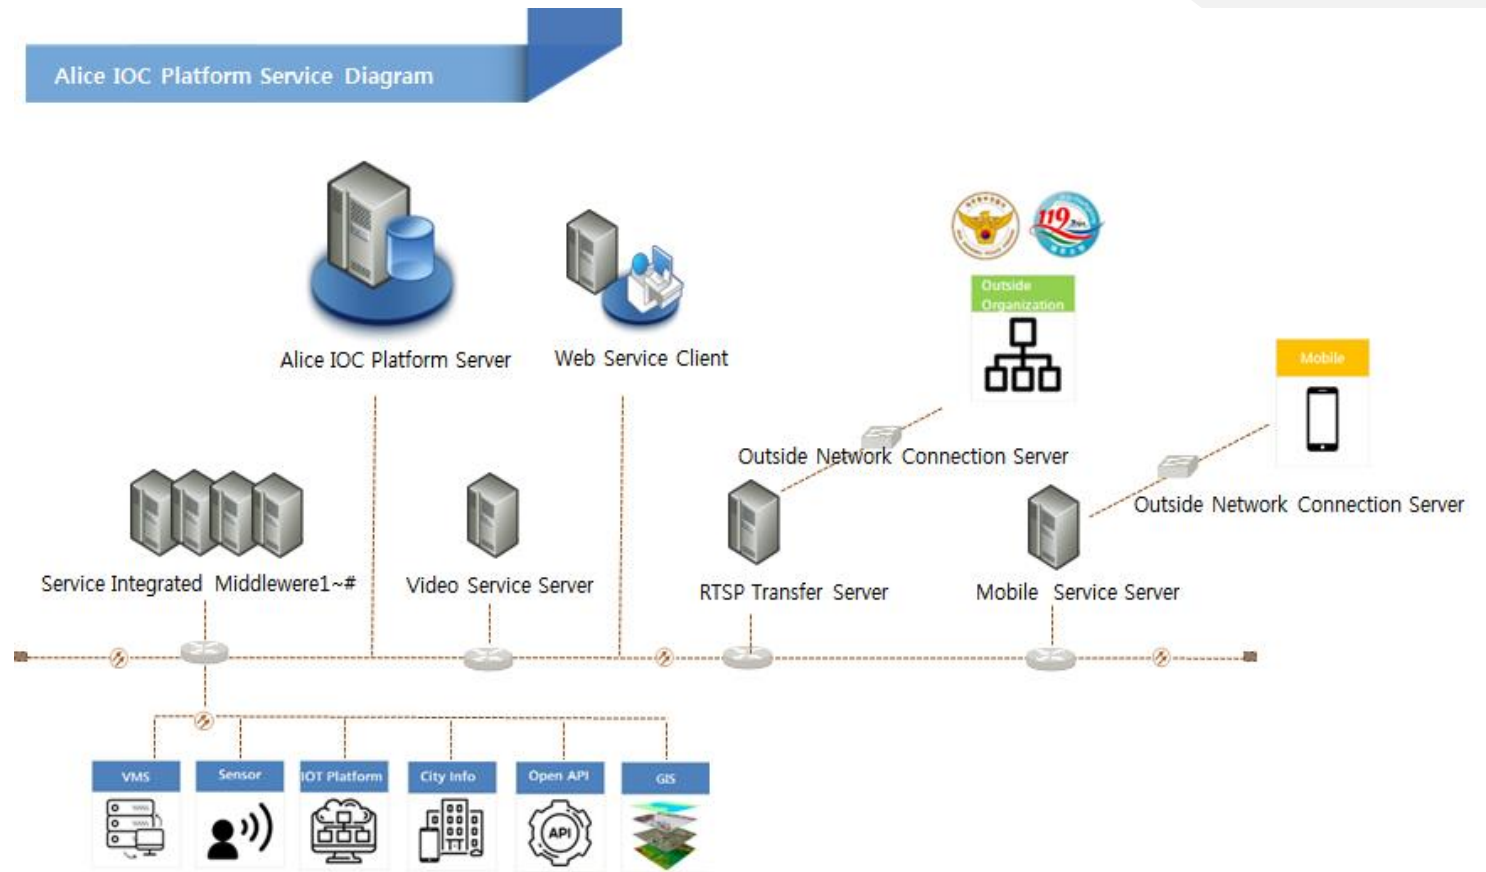 Alice IOC Platform Service Diagram
119
Outside
Organization
Alice IOC Platform Server
Web Service Client
Mobile
Outside Network Connection Server
Outside Network Connection Server
Service Integrated Middlewere1~#
Video Service Server
RTSP Transfer Server
Mobile Service Server
VMS
Sensor
IOT Platform
City Info
Open API
GIS
API